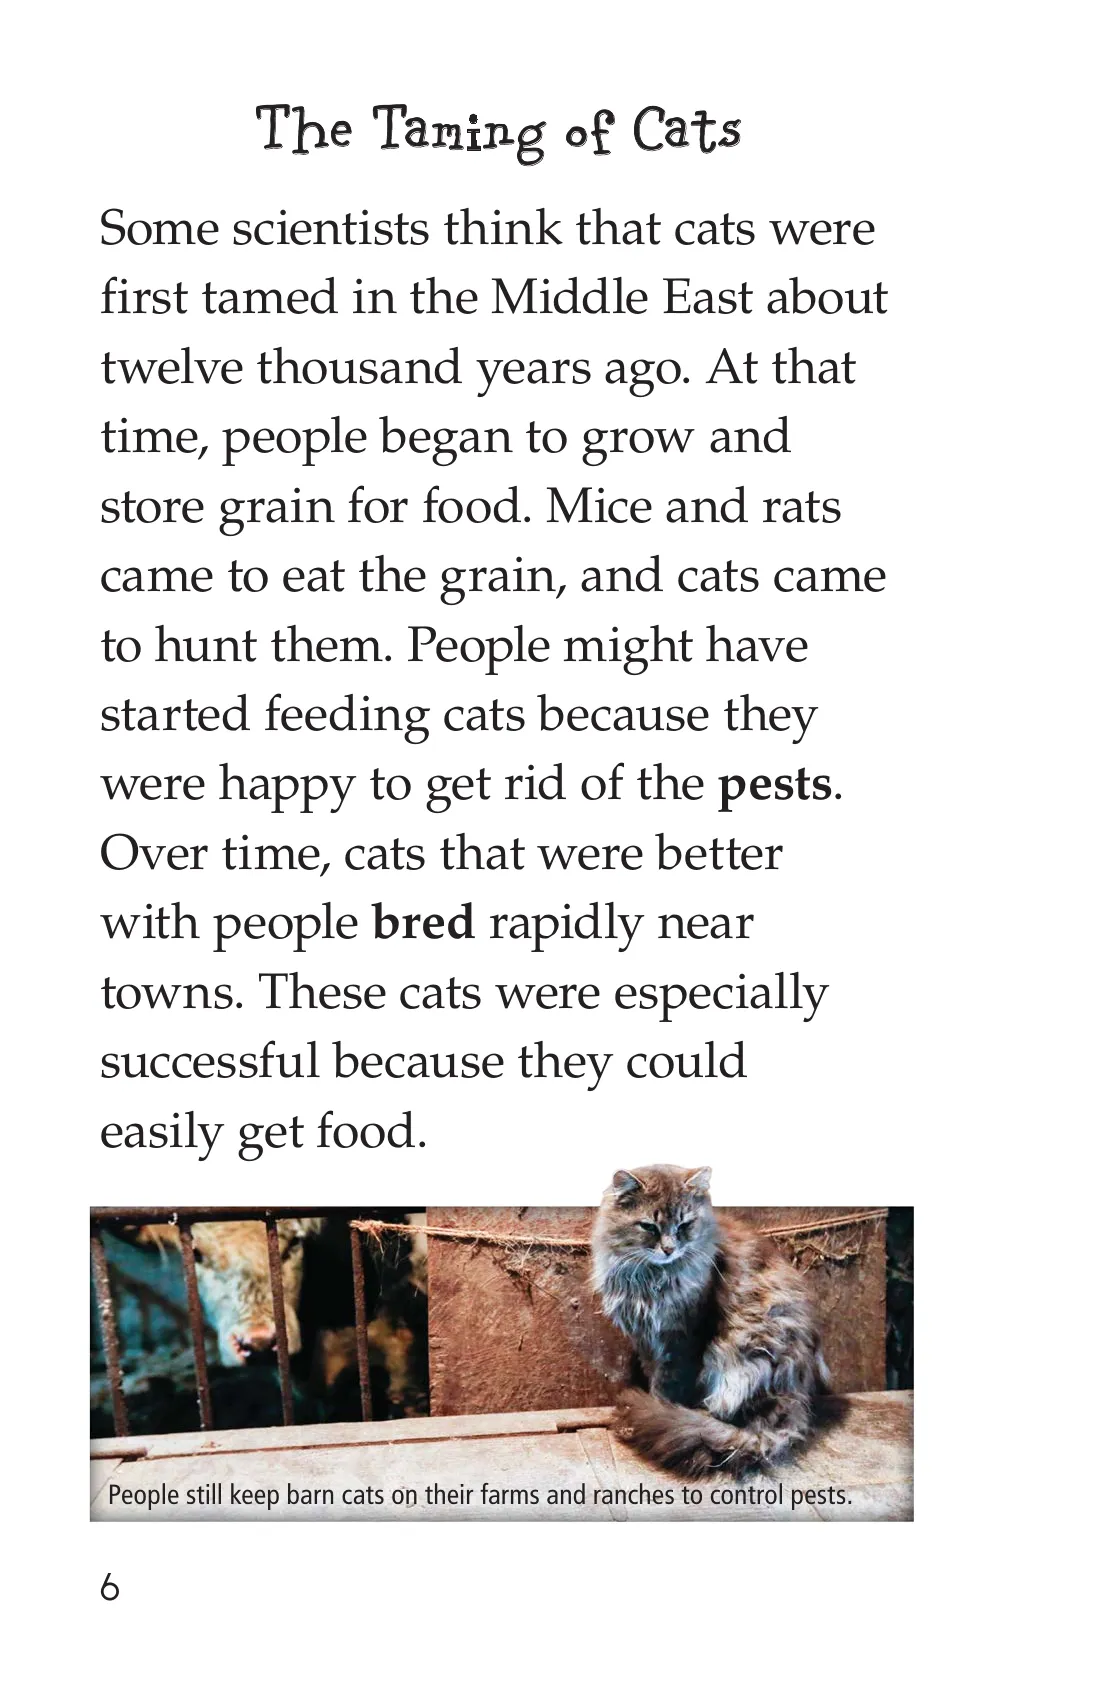 The Taming of Cats
Some scientists think that cats were
first tamed in the Middle East about
twelve thousand years ago. At that
time, people began to grow and
store grain for food. Mice and rats
came to eat the grain, and cats came
to hunt them. People might have
started feeding cats because they
were happy to get rid of the pests.
Over time, cats that were better
with people bred rapidly near
towns. These cats were especially
successful because they could
easily get food.
People still keep barn cats on their farms and ranches to control pests.
6